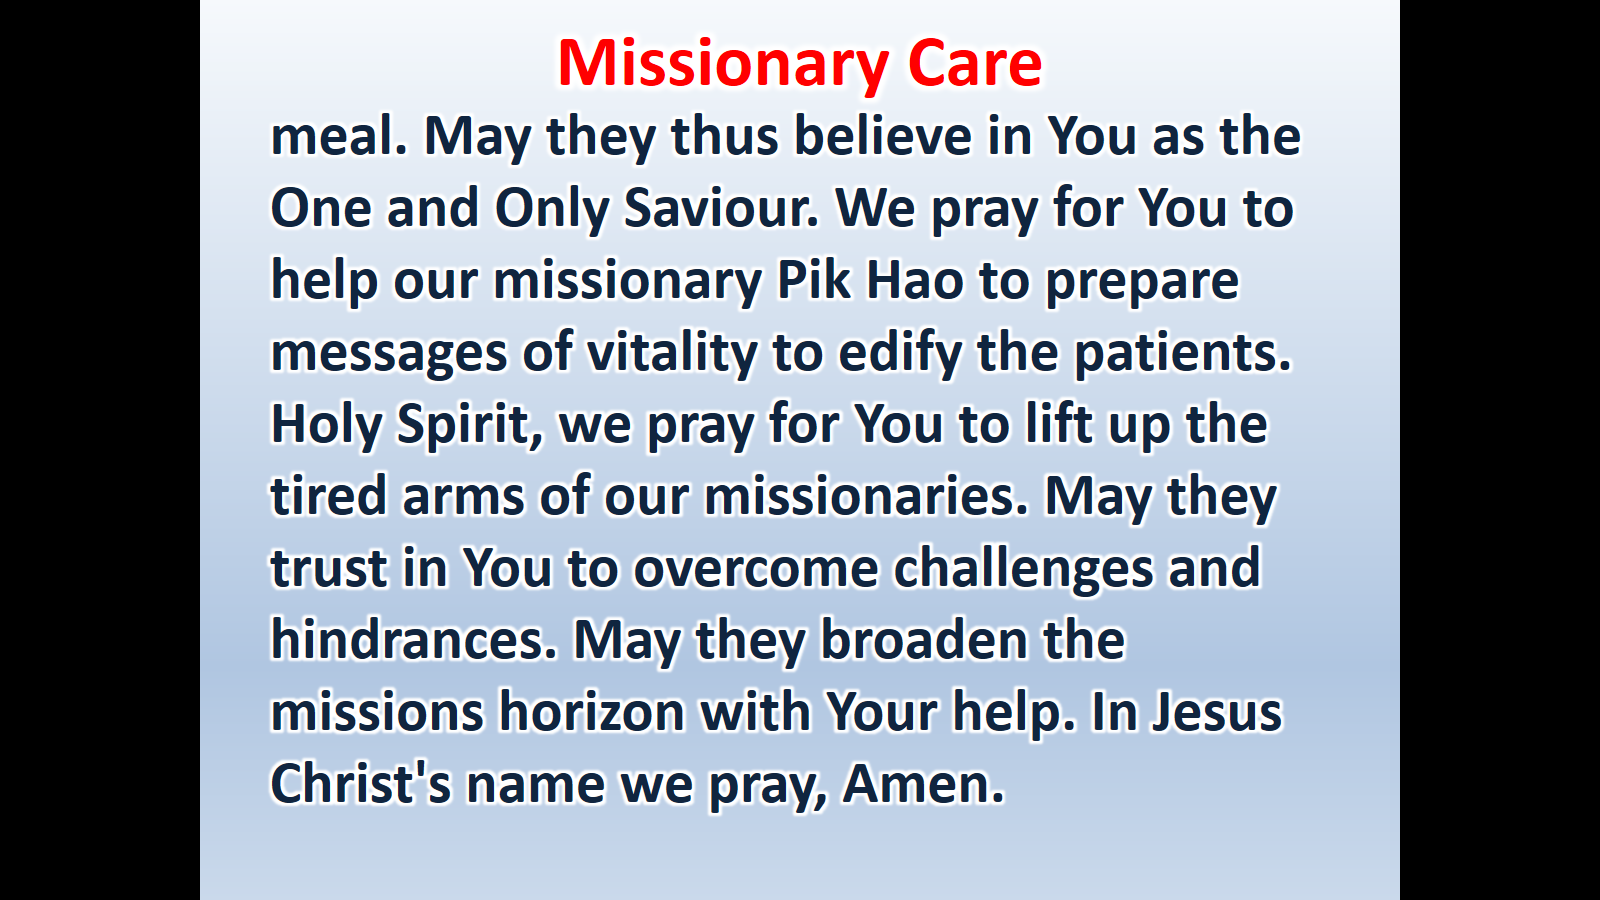 Missionary Care
meal. May they thus believe in You as the
One and Only Saviour. We pray for You to
help our missionary Pik Hao to prepare
messages of vitality to edify the patients.
Holy Spirit, we pray for You to lift up the
tired arms of our missionaries. May they
trust in You to overcome challenges and
hindrances. May they broaden the
missions horizon with Your help. In Jesus
Christ's name we pray, Amen.